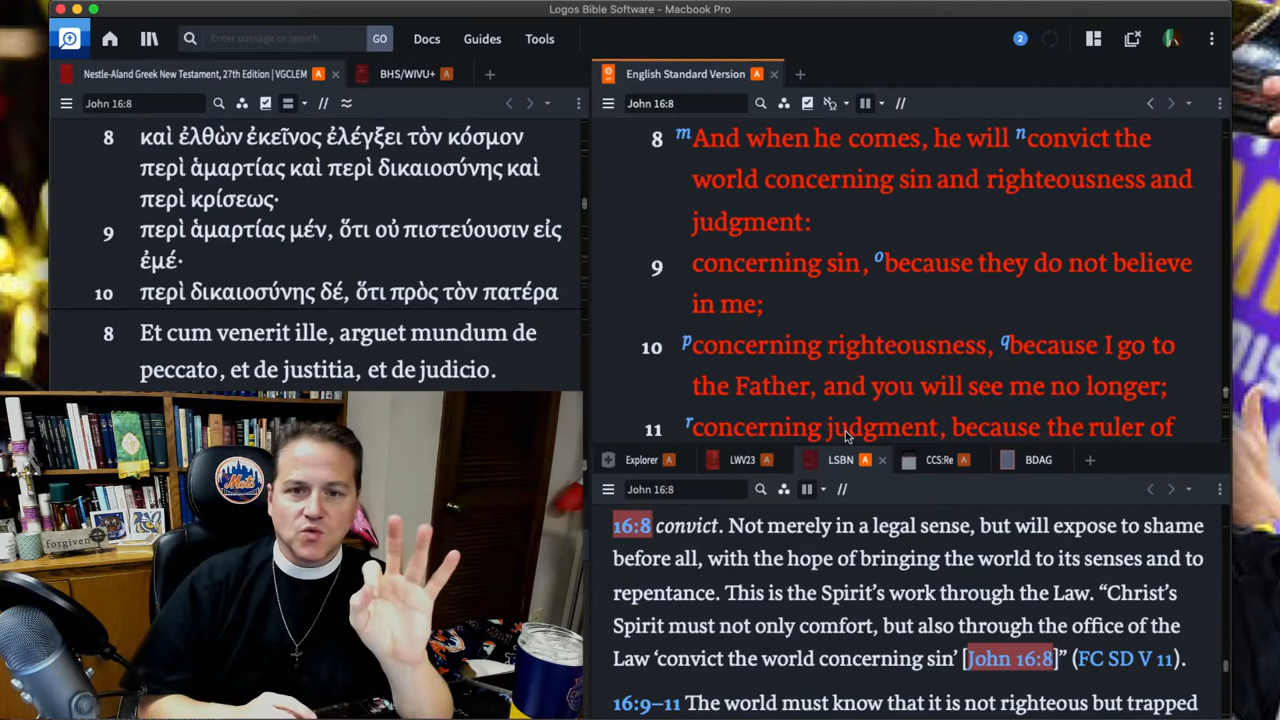 Logos Bible Software - Macbook Pro
Enter passage or search
GO
Docs
Guides
Tools
2
Nestle-Aland Greek New Testament, 27th Edition | VGCLEM A
BHS/WIVU+ A
John 16:8
8 καὶ ἐλθὼν ἐκεῖνος ἐλέγξει τὸν κόσμον
περὶ ἁμαρτίας καὶ περὶ δικαιοσύνης καὶ
περὶ κρίσεως·
9 περὶ ἁμαρτίας μέν, ὅτι οὐ πιστεύουσιν εἰς
ἐμέ·
10 περὶ δικαιοσύνης δέ, ὅτι πρὸς τὸν πατέρα
8 Et cum venerit ille, arguet mundum de
peccato, et de justitia, et de judicio.
English Standard Version A
John 16:8
8 m And when he comes, he will n convict the
world concerning sin and righteousness and
judgment:
9 concerning sin, o because they do not believe
in me;
10 p concerning righteousness, q because I go to
the Father, and you will see me no longer;
11 r concerning judgment, because the ruler of
Explorer A
LWV23 A
LSBN A
CCS:Re A
BDAG
John 16:8
16:8 convict. Not merely in a legal sense, but will expose to shame
before all, with the hope of bringing the world to its senses and to
repentance. This is the Spirit’s work through the Law. “Christ’s
Spirit must not only comfort, but also through the office of the
Law ‘convict the world concerning sin’ [John 16:8]” (FC SD V 11).
16:9–11 The world must know that it is not righteous but trapped
Mets
forgiven